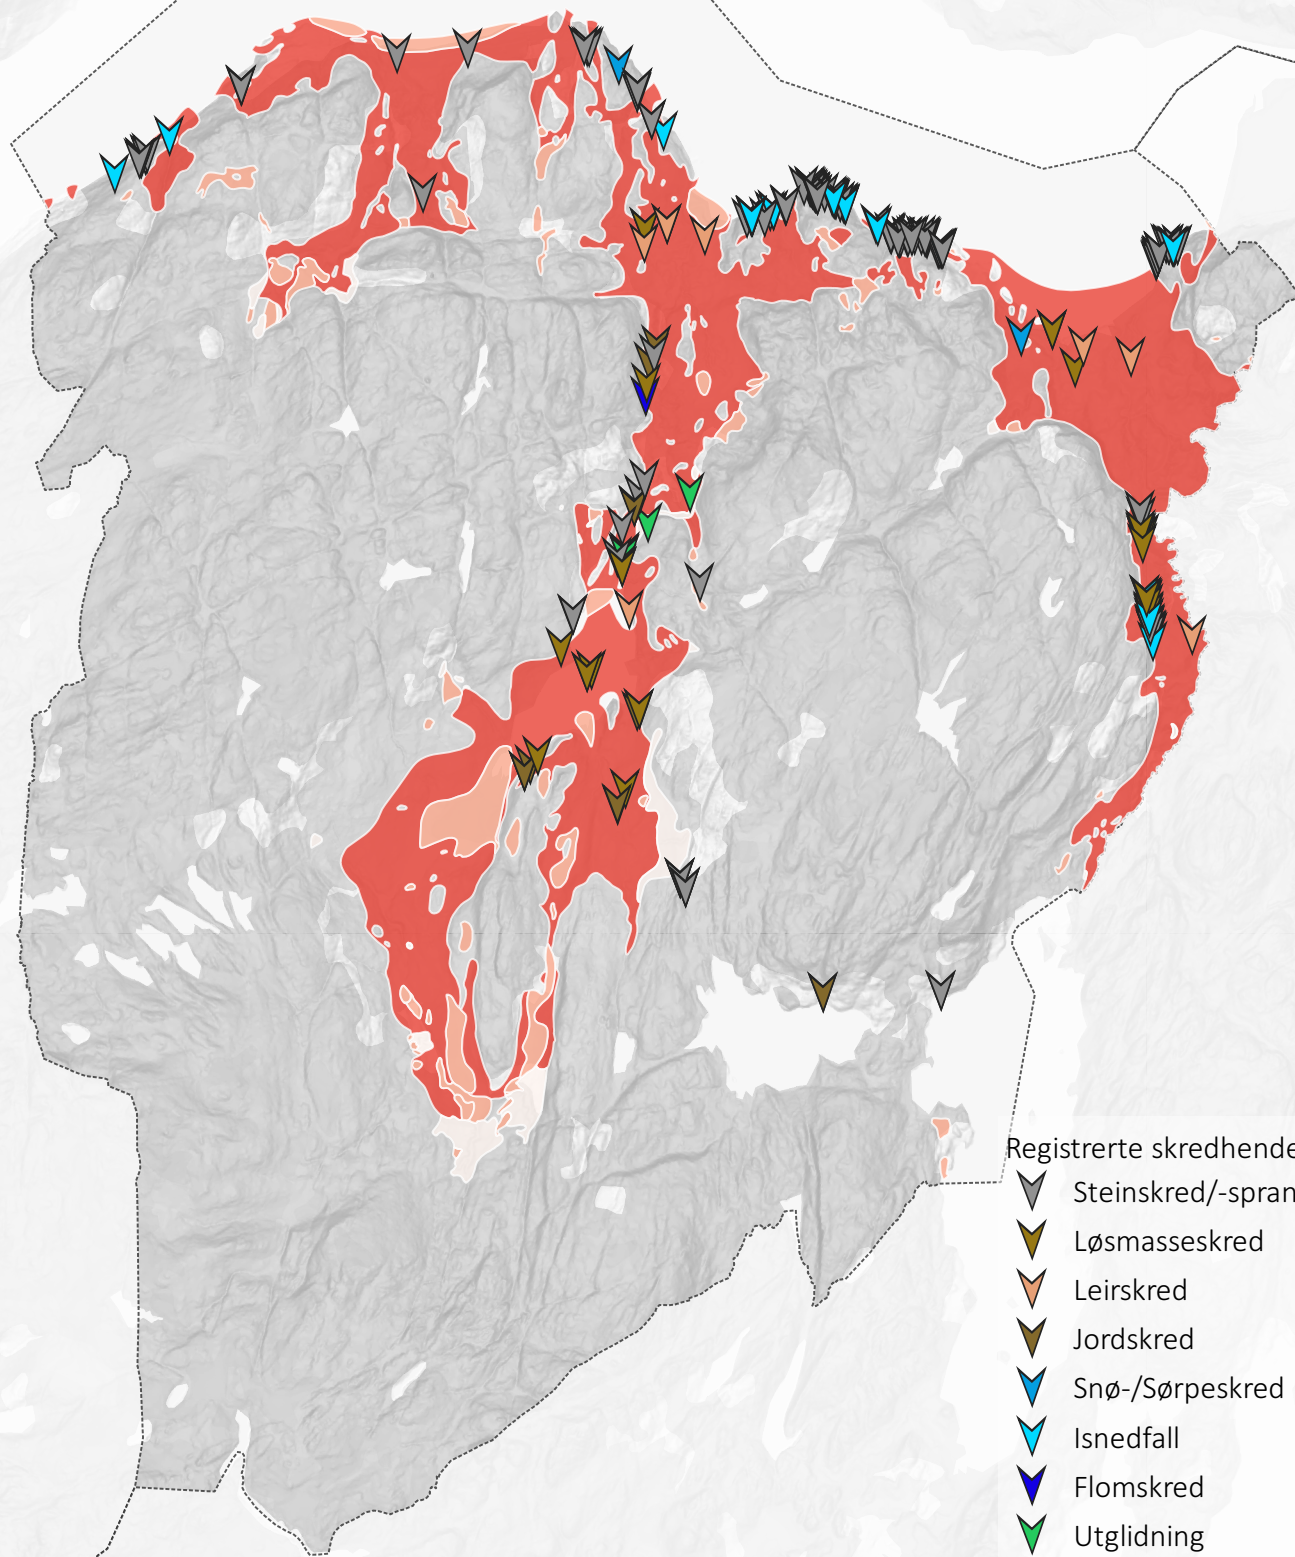 Registrerte skredhende
Steinskred/-spran
Løsmasseskred
Leirskred
Jordskred
Snø-/Sørpeskred
Isnedfall
Flomskred
Utglidning